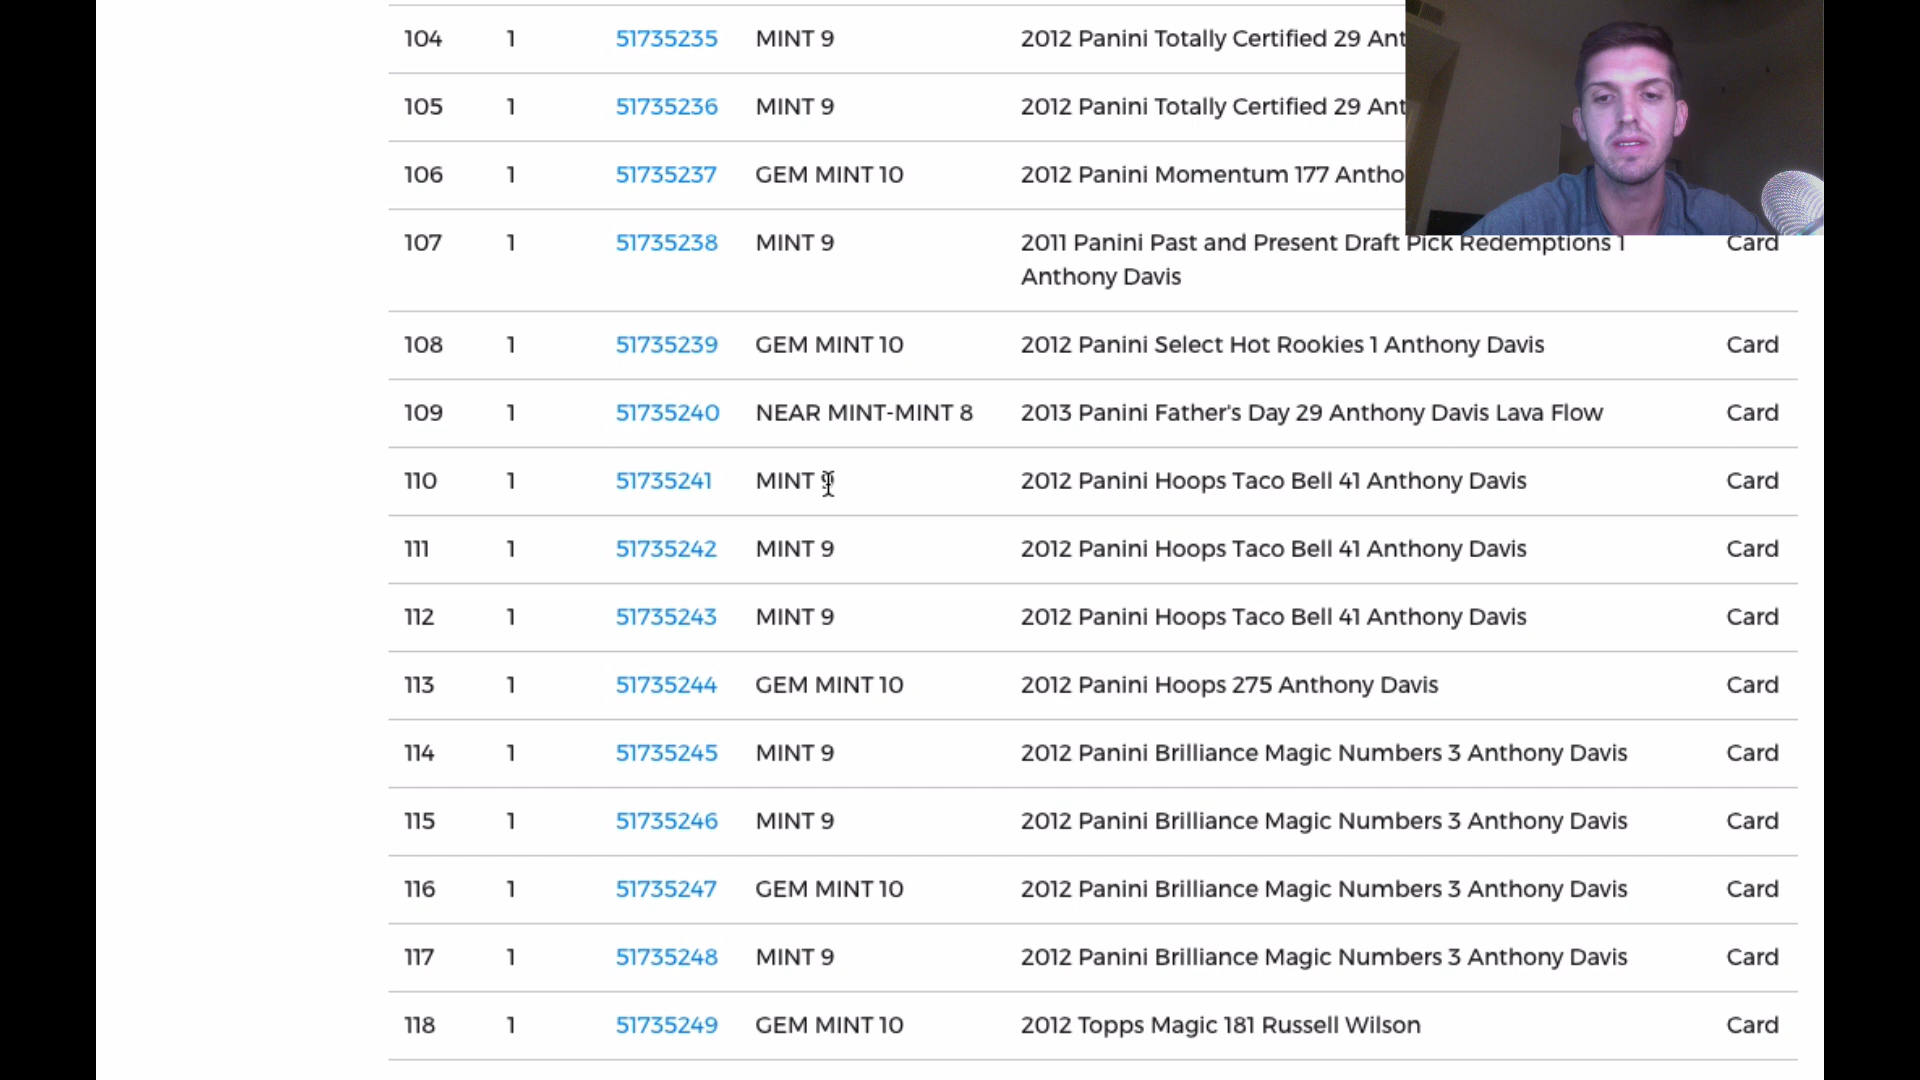 104 1 51735235 MINT 9 2012 Panini Totally Certified 29 Ant
105 1 51735236 MINT 9 2012 Panini Totally Certified 29 Ant
106 1 51735237 GEM MINT 10 2012 Panini Momentum 177 Antho
107 1 51735238 MINT 9 2011 Panini Past and Present Draft Pick Redemptions 1 Card
Anthony Davis
108 1 51735239 GEM MINT 10 2012 Panini Select Hot Rookies 1 Anthony Davis Card
109 1 51735240 NEAR MINT-MINT 8 2013 Panini Father's Day 29 Anthony Davis Lava Flow Card
110 1 51735241 MINT 9 2012 Panini Hoops Taco Bell 41 Anthony Davis Card
111 1 51735242 MINT 9 2012 Panini Hoops Taco Bell 41 Anthony Davis Card
112 1 51735243 MINT 9 2012 Panini Hoops Taco Bell 41 Anthony Davis Card
113 1 51735244 GEM MINT 10 2012 Panini Hoops 275 Anthony Davis Card
114 1 51735245 MINT 9 2012 Panini Brilliance Magic Numbers 3 Anthony Davis Card
115 1 51735246 MINT 9 2012 Panini Brilliance Magic Numbers 3 Anthony Davis Card
116 1 51735247 GEM MINT 10 2012 Panini Brilliance Magic Numbers 3 Anthony Davis Card
117 1 51735248 MINT 9 2012 Panini Brilliance Magic Numbers 3 Anthony Davis Card
118 1 51735249 GEM MINT 10 2012 Topps Magic 181 Russell Wilson Card